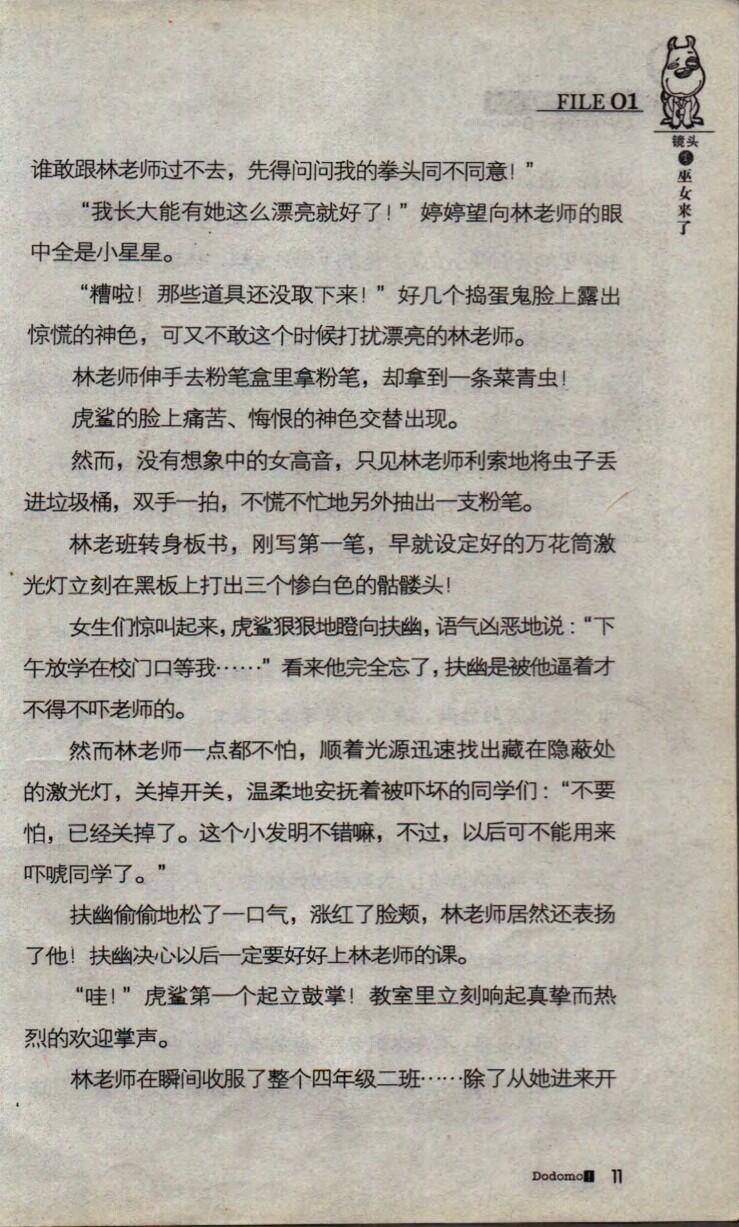 FILE 01
镜头
1
巫女来了
谁敢跟林老师过不去，先得问问我的拳头同不同意！”
“我长大能有她这么漂亮就好了！”婷婷望向林老师的眼
中全是小星星。
“糟啦！那些道具还没取下来！”好几个捣蛋鬼脸上露出
惊慌的神色，可又不敢这个时候打扰漂亮的林老师。
林老师伸手去粉笔盒里拿粉笔，却拿到一条菜青虫！
虎鲨的脸上痛苦、悔恨的神色交替出现。
然而，没有想象中的女高音，只见林老师利索地将虫子丢
进垃圾桶，双手一拍，不慌不忙地另外抽出一支粉笔。
林老班转身板书，刚写第一笔，早就设定好的万花筒激
光灯立刻在黑板上打出三个惨白色的骷髅头！
女生们惊叫起来，虎鲨狠狠地瞪向扶幽，语气凶恶地说：“下
午放学在校门口等我……”看来他完全忘了，扶幽是被他逼着才
不得不吓老师的。
然而林老师一点都不怕，顺着光源迅速找出藏在隐蔽处
的激光灯，关掉开关，温柔地安抚着被吓坏的同学们：“不要
怕，已经关掉了。这个小发明不错嘛，不过，以后可不能用来
吓唬同学了。”
扶幽偷偷地松了一口气，涨红了脸颊，林老师居然还表扬
了他！扶幽决心以后一定要好好上林老师的课。
“哇！”虎鲨第一个起立鼓掌！教室里立刻响起真挚而热
烈的欢迎掌声。
林老师在瞬间收服了整个四年级二班……除了从她进来开
Dodomo! 11